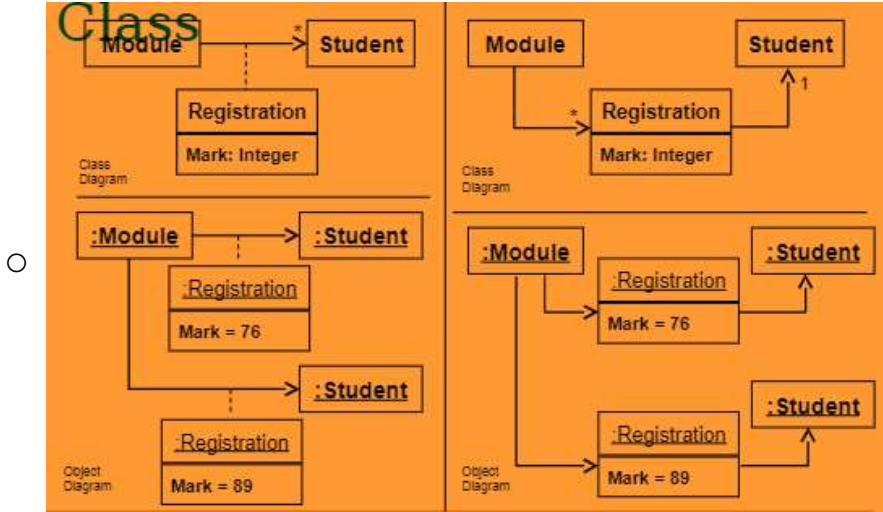 Class
Module
*
Student
Registration
Mark: Integer
Class
Diagram
Module
Student
1
*
Registration
Mark: Integer
Class
Diagram
:Module
:Student
:Registration
Mark = 76
:Student
:Registration
Mark = 89
Object
Diagram
:Module
:Student
:Registration
Mark = 76
:Student
:Registration
Mark = 89
Object
Diagram